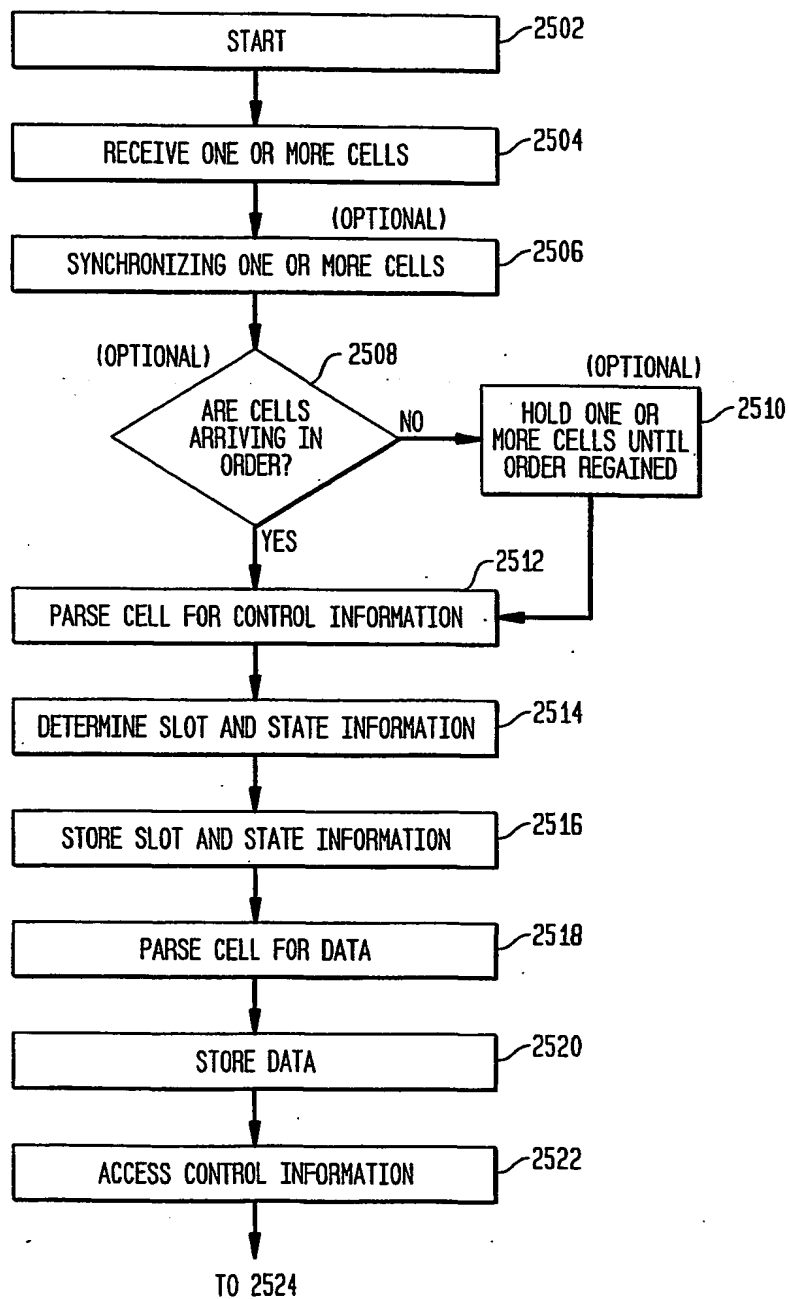 START
2502
RECEIVE ONE OR MORE CELLS
2504
(OPTIONAL)
SYNCHRONIZING ONE OR MORE CELLS
2506
(OPTIONAL)
2508
ARE CELLS
ARRIVING IN
ORDER?
NO
YES
(OPTIONAL)
HOLD ONE OR
MORE CELLS UNTIL
ORDER REGAINED
2510
2512
PARSE CELL FOR CONTROL INFORMATION
DETERMINE SLOT AND STATE INFORMATION
2514
STORE SLOT AND STATE INFORMATION
2516
PARSE CELL FOR DATA
2518
STORE DATA
2520
ACCESS CONTROL INFORMATION
2522
TO 2524